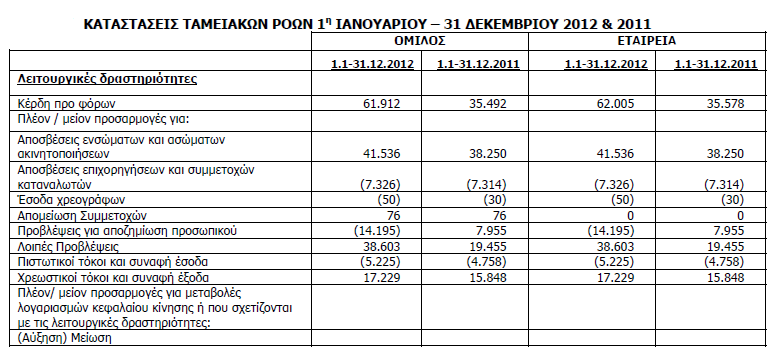 ΚΑΤΑΣΤΑΣΕΙΣ ΤΑΜΕΙΑΚΩΝ ΡΟΩΝ 1η ΙΑΝΟΥΑΡΙΟΥ – 31 ΔΕΚΕΜΒΡΙΟΥ 2012 & 2011
ΟΜΙΛΟΣ ΕΤΑΙΡΕΙΑ
1.1-31.12.2012 1.1-31.12.2011 1.1-31.12.2012 1.1-31.12.2011
Λειτουργικές δραστηριότητες
Κέρδη προ φόρων 61.912 35.492 62.005 35.578
Πλέον / μείον προσαρμογές για:
Αποσβέσεις ενσώματων και ασώματων
ακινητοποιήσεων 41.536 38.250 41.536 38.250
Αποσβέσεις επιχορηγήσεων και συμμετοχών
καταναλωτών (7.326) (7.314) (7.326) (7.314)
Έσοδα χρεογράφων (50) (30) (50) (30)
Απομείωση Συμμετοχών 76 76 0 0
Προβλέψεις για αποζημίωση προσωπικού (14.195) 7.955 (14.195) 7.955
Λοιπές Προβλέψεις 38.603 19.455 38.603 19.455
Πιστωτικοί τόκοι και συναφή έσοδα (5.225) (4.758) (5.225) (4.758)
Χρεωστικοί τόκοι και συναφή έξοδα 17.229 15.848 17.229 15.848
Πλέον/ μείον προσαρμογές για μεταβολές
λογαριασμών κεφαλαίου κίνησης ή που σχετίζονται
με τις λειτουργικές δραστηριότητες:
(Αύξηση) Μείωση